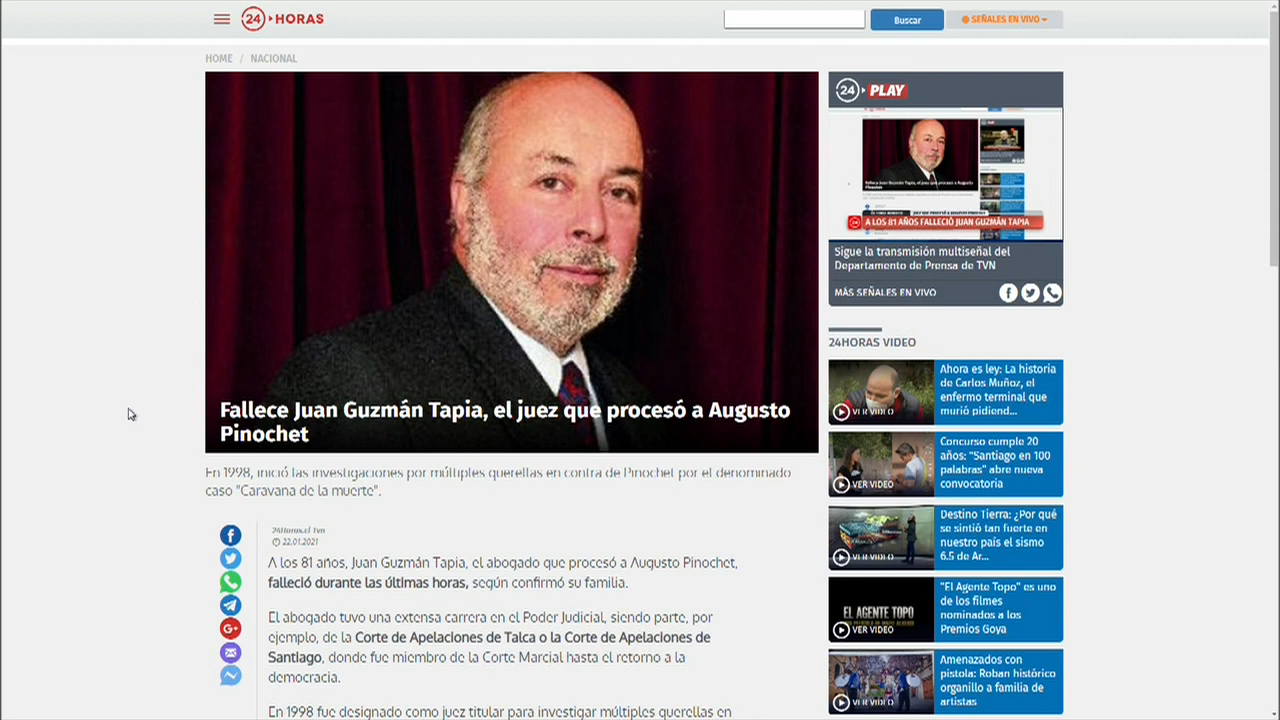 24 HORAS
Buscar
SEÑALES EN VIVO
HOME / NACIONAL
Fallece Juan Guzmán Tapia, el juez que procesó a Augusto
Pinochet
En 1998, inició las investigaciones por múltiples querellas en contra de Pinochet por el denominado
caso "Caravana de la muerte".
24Horas.cl Tvn
22.01.2021
A los 81 años, Juan Guzmán Tapia, el abogado que procesó a Augusto Pinochet,
falleció durante las últimas horas, según confirmó su familia.
El abogado tuvo una extensa carrera en el Poder Judicial, siendo parte, por
ejemplo, de la Corte de Apelaciones de Talca o la Corte de Apelaciones de
Santiago, donde fue miembro de la Corte Marcial hasta el retorno a la
democracia.
En 1998 fue designado como juez titular para investigar múltiples querellas en
24 PLAY
Fallece Juan Guzmán Tapia, el juez que procesó a Augusto
Pinochet
A LOS 81 AÑOS FALLECIÓ JUAN GUZMÁN TAPIA
Sigue la transmisión multiseñal del
Departamento de Prensa de TVN
MÁS SEÑALES EN VIVO
24HORAS VIDEO
VER VIDEO
Ahora es ley: La historia
de Carlos Muñoz, el
enfermo terminal que
murió pidiend...
VER VIDEO
Concurso cumple 20
años: "Santiago en 100
palabras" abre nueva
convocatoria
VER VIDEO
Destino Tierra: ¿Por qué
se sintió tan fuerte en
nuestro país el sismo
6.5 de Ar...
EL AGENTE TOPO
VER VIDEO
"El Agente Topo" es uno
de los filmes
nominados a los
Premios Goya
VER VIDEO
Amenazados con
pistola: Roban histórico
organillo a familia de
artistas